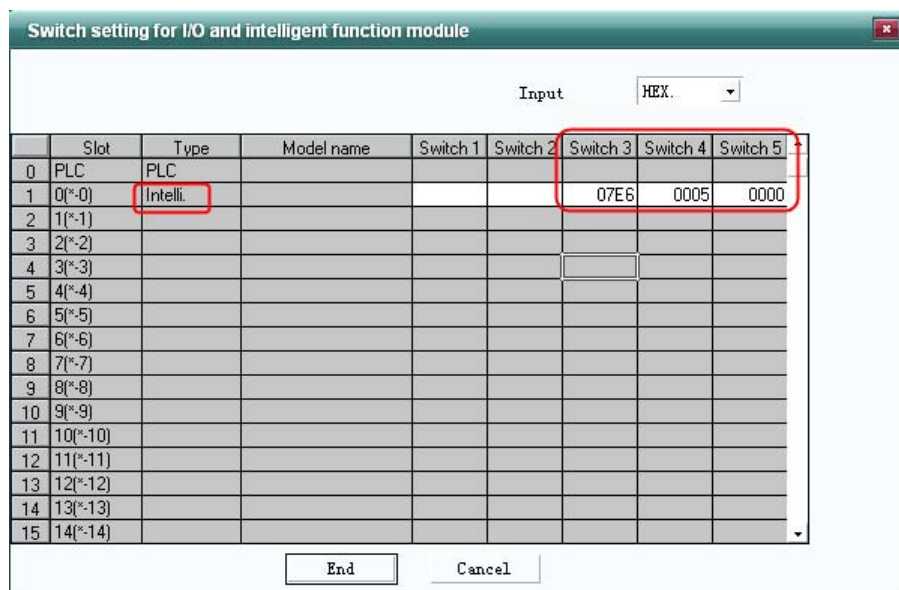 Switch setting for I/O and intelligent function module
Input HEX.
Slot Type Model name Switch 1 Switch 2 Switch 3 Switch 4 Switch 5
0 PLC PLC
1 0(*-0) Intelli. 07E6 0005 0000
2 1(*-1)
3 2(*-2)
4 3(*-3)
5 4(*-4)
6 5(*-5)
7 6(*-6)
8 7(*-7)
9 8(*-8)
10 9(*-9)
11 10(*-10)
12 11(*-11)
13 12(*-12)
14 13(*-13)
15 14(*-14)
End Cancel